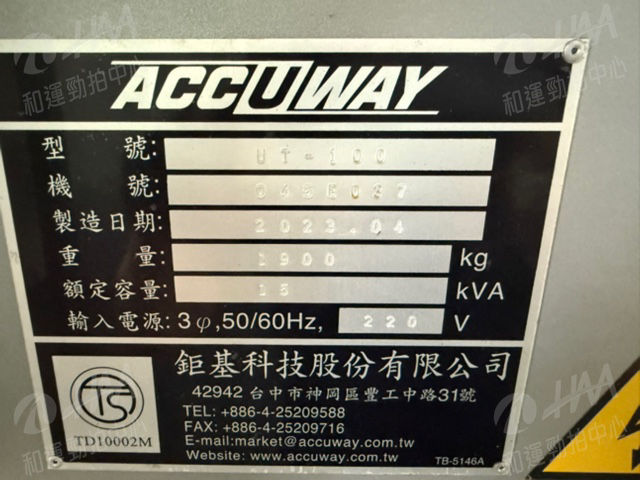 HAA
和運勁拍中心
ACCUWAY
型 號: UT-100
機 號:
製造日期: 2023.04
重 量: 1900 kg
額定容量: 15 kVA
輸入電源: 3φ,50/60Hz, 220 V
鉅基科技股份有限公司
42942 台中市神岡區豐工中路31號
TEL: +886-4-25209588
FAX: +886-4-25209716
E-mail:market@accuway.com.tw
Website: www.accuway.com.tw
TD10002M
TB-5146A